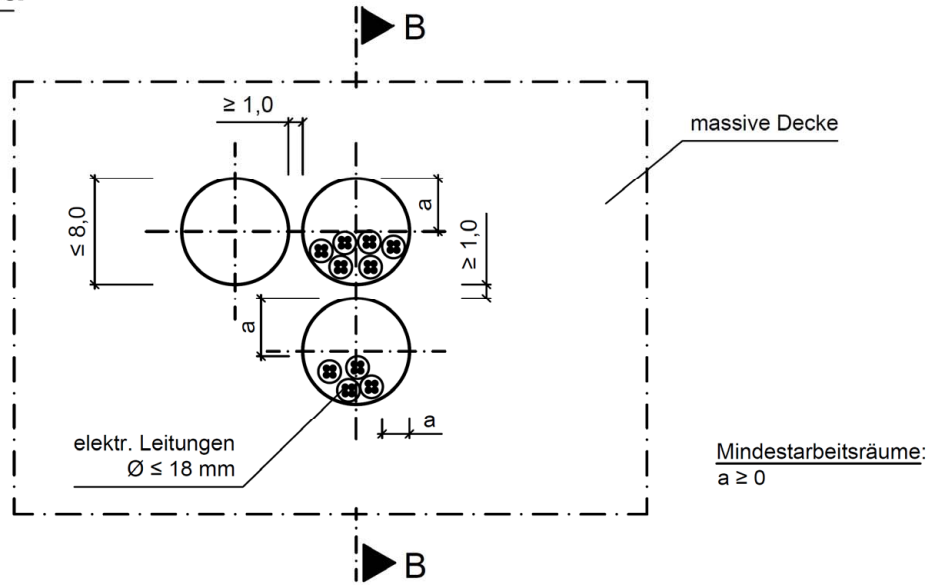 B
≥ 1,0
massive Decke
≤ 8,0
a
≥ 1,0
a
a
elektr. Leitungen
Ø ≤ 18 mm
Mindestarbeitsräume:
a ≥ 0
B